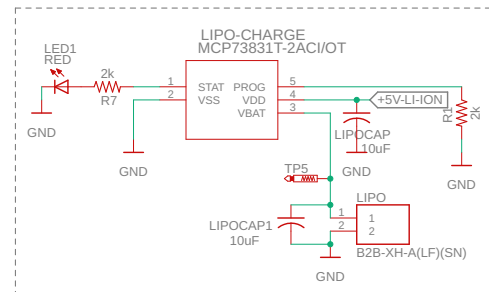 LIPO-CHARGE
MCP73831T-2ACI/OT
LED1
RED
2k
R7
GND
1 STAT PROG 5
2 VSS VDD 4
VBAT 3
+5V-LI-ION
R1
2k
LIPOCAP
10uF
GND
GND
GND
TP5
LIPO
LIPOCAP1
10uF
1 1
2 2
B2B-XH-A(LF)(SN)
GND